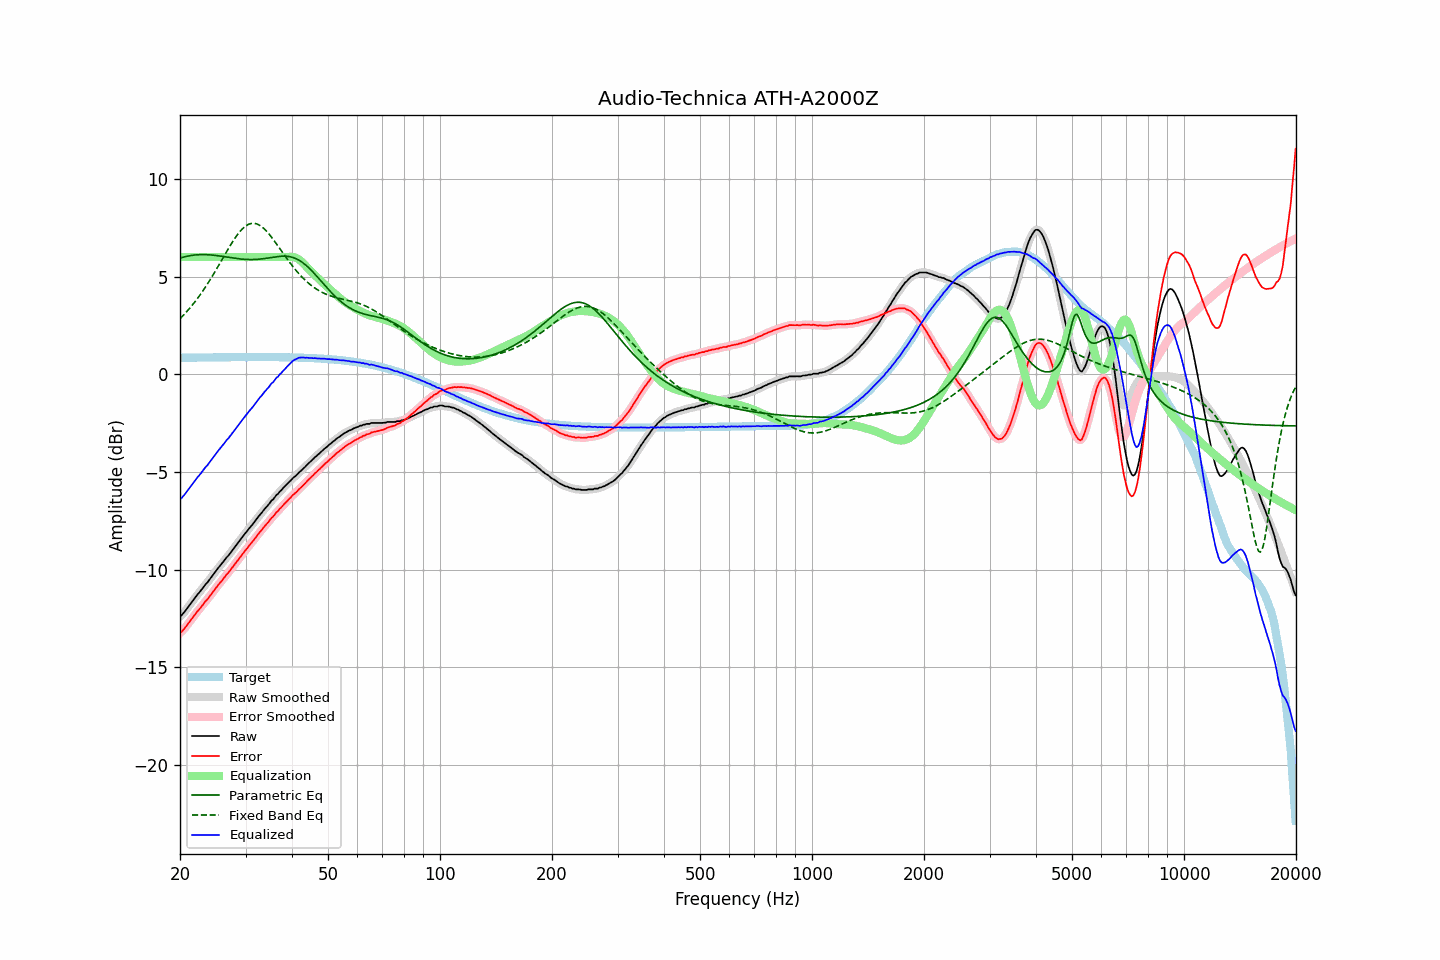 Audio-Technica ATH-A2000Z
Amplitude (dBr)
10
5
0
−5
−10
−15
−20
Target
Raw Smoothed
Error Smoothed
Raw
Error
Equalization
Parametric Eq
Fixed Band Eq
Equalized
20
50
100
200
500
1000
2000
5000
10000
20000
Frequency (Hz)